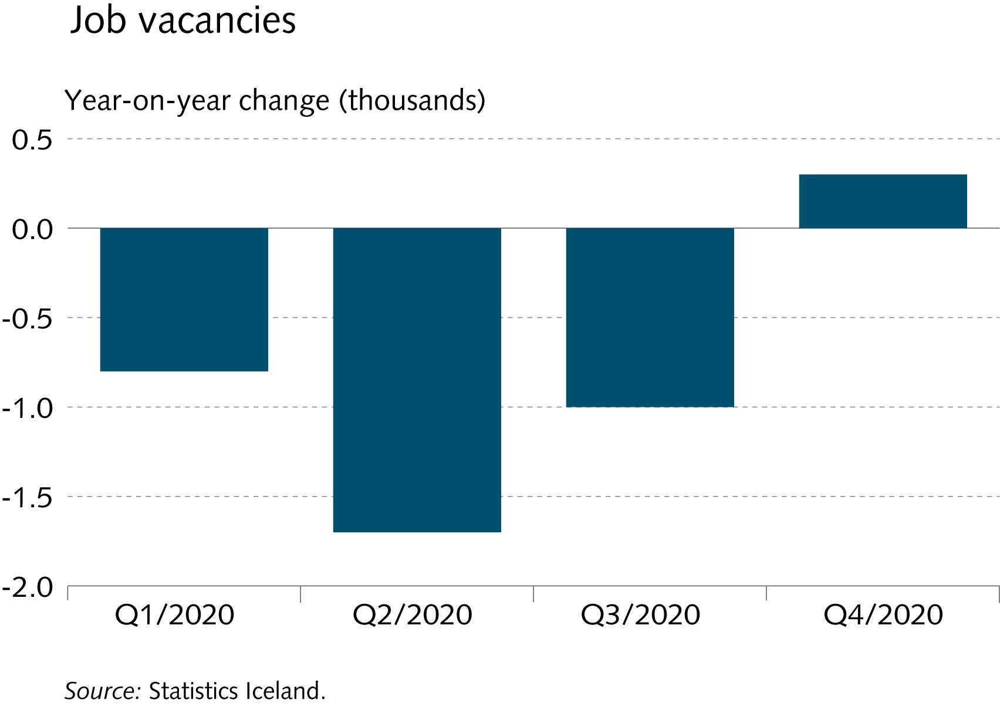 Job vacancies
Year-on-year change (thousands)
0.5
0.0
-0.5
-1.0
-1.5
-2.0
Q1/2020 Q2/2020 Q3/2020 Q4/2020
Source: Statistics Iceland.